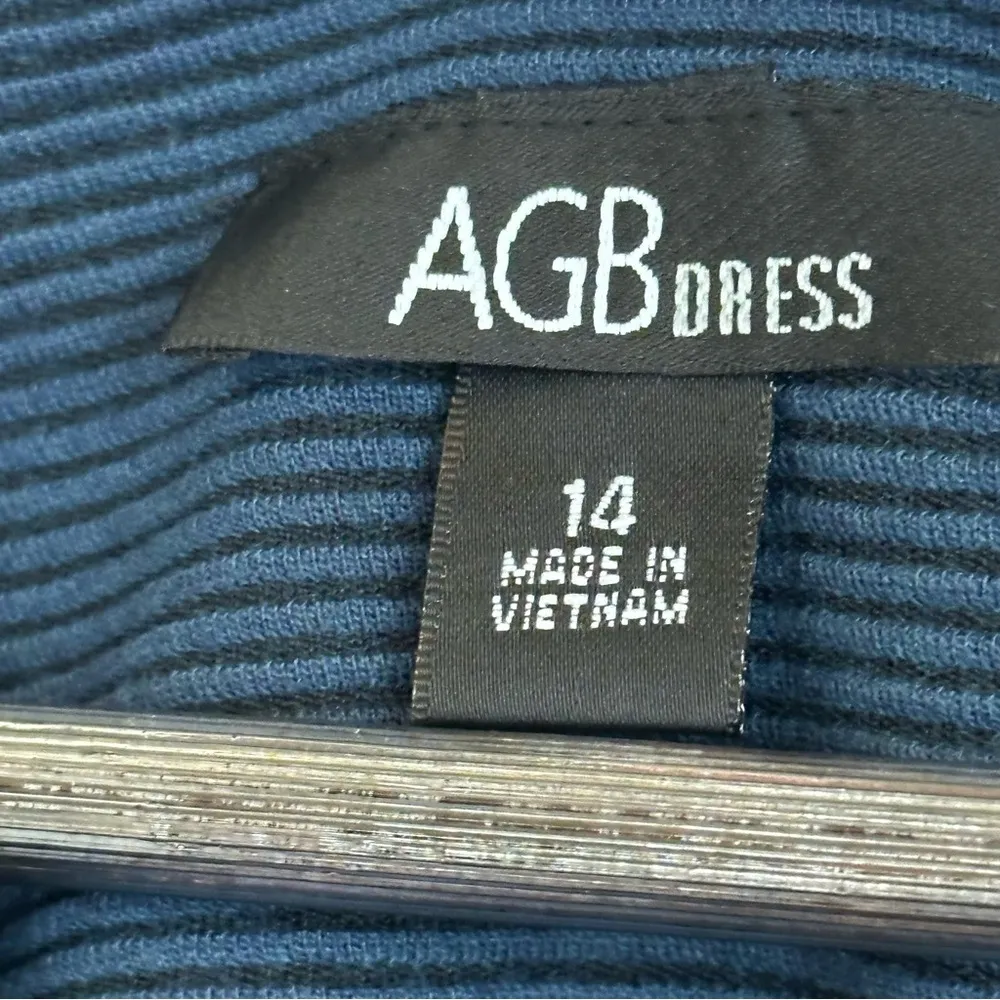 AGB DRESS
14
MADE IN
VIETNAM